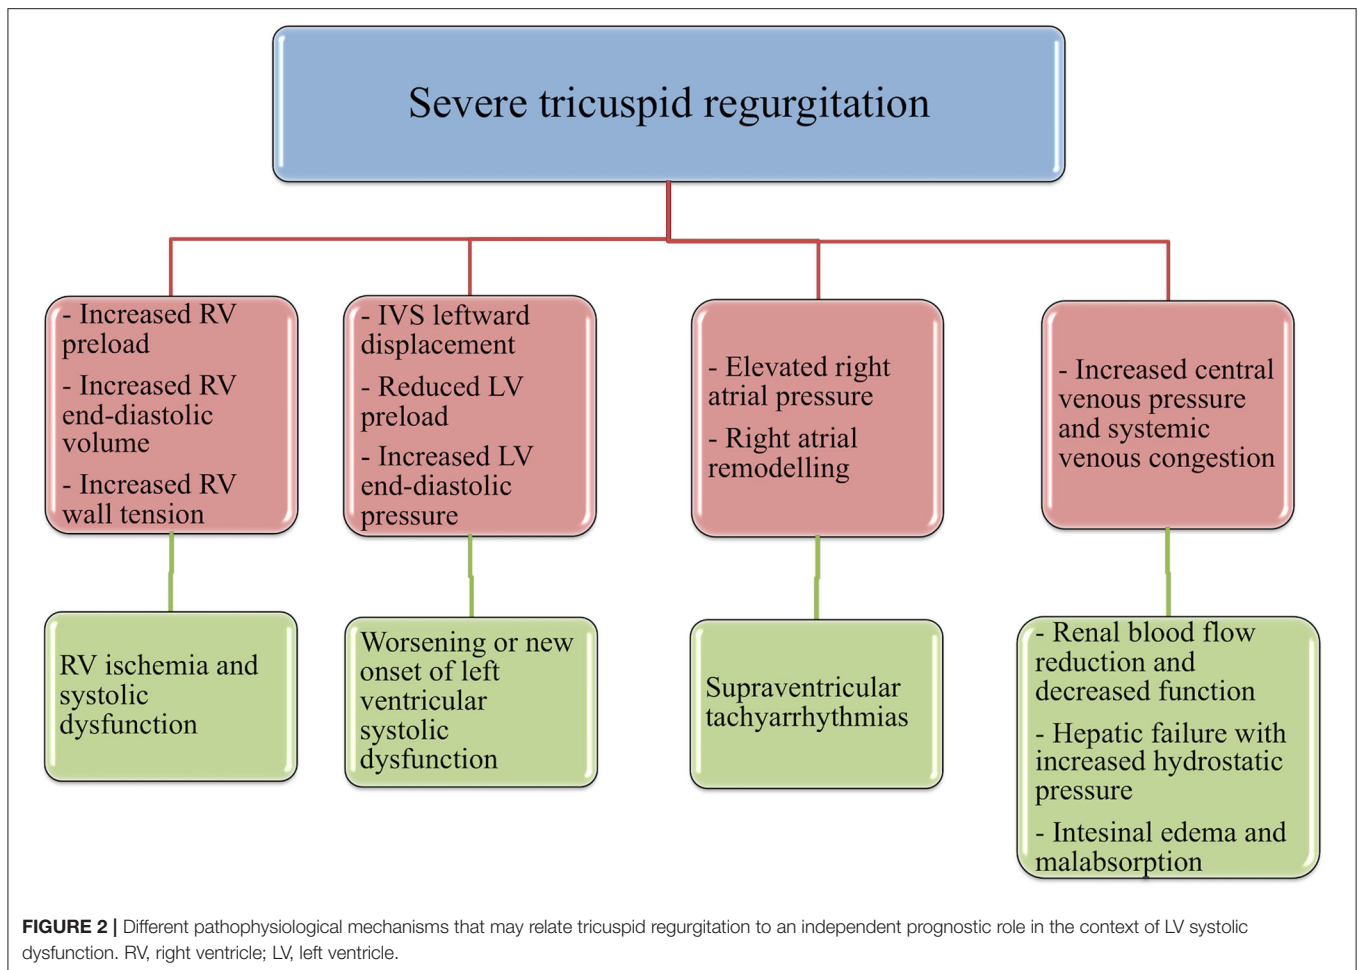 Severe tricuspid regurgitation
- Increased RV
preload
- Increased RV
end-diastolic
volume
- Increased RV
wall tension
- IVS leftward
displacement
- Reduced LV
preload
- Increased LV
end-diastolic
pressure
- Elevated right
atrial pressure
- Right atrial
remodelling
- Increased central
venous pressure
and systemic
venous congestion
RV ischemia and
systolic
dysfunction
Worsening or new
onset of left
ventricular
systolic
dysfunction
Supraventricular
tachyarrhythmias
- Renal blood flow
reduction and
decreased function
- Hepatic failure with
increased hydrostatic
pressure
- Intesinal edema and
malabsorption
FIGURE 2 | Different pathophysiological mechanisms that may relate tricuspid regurgitation to an independent prognostic role in the context of LV systolic
dysfunction. RV, right ventricle; LV, left ventricle.